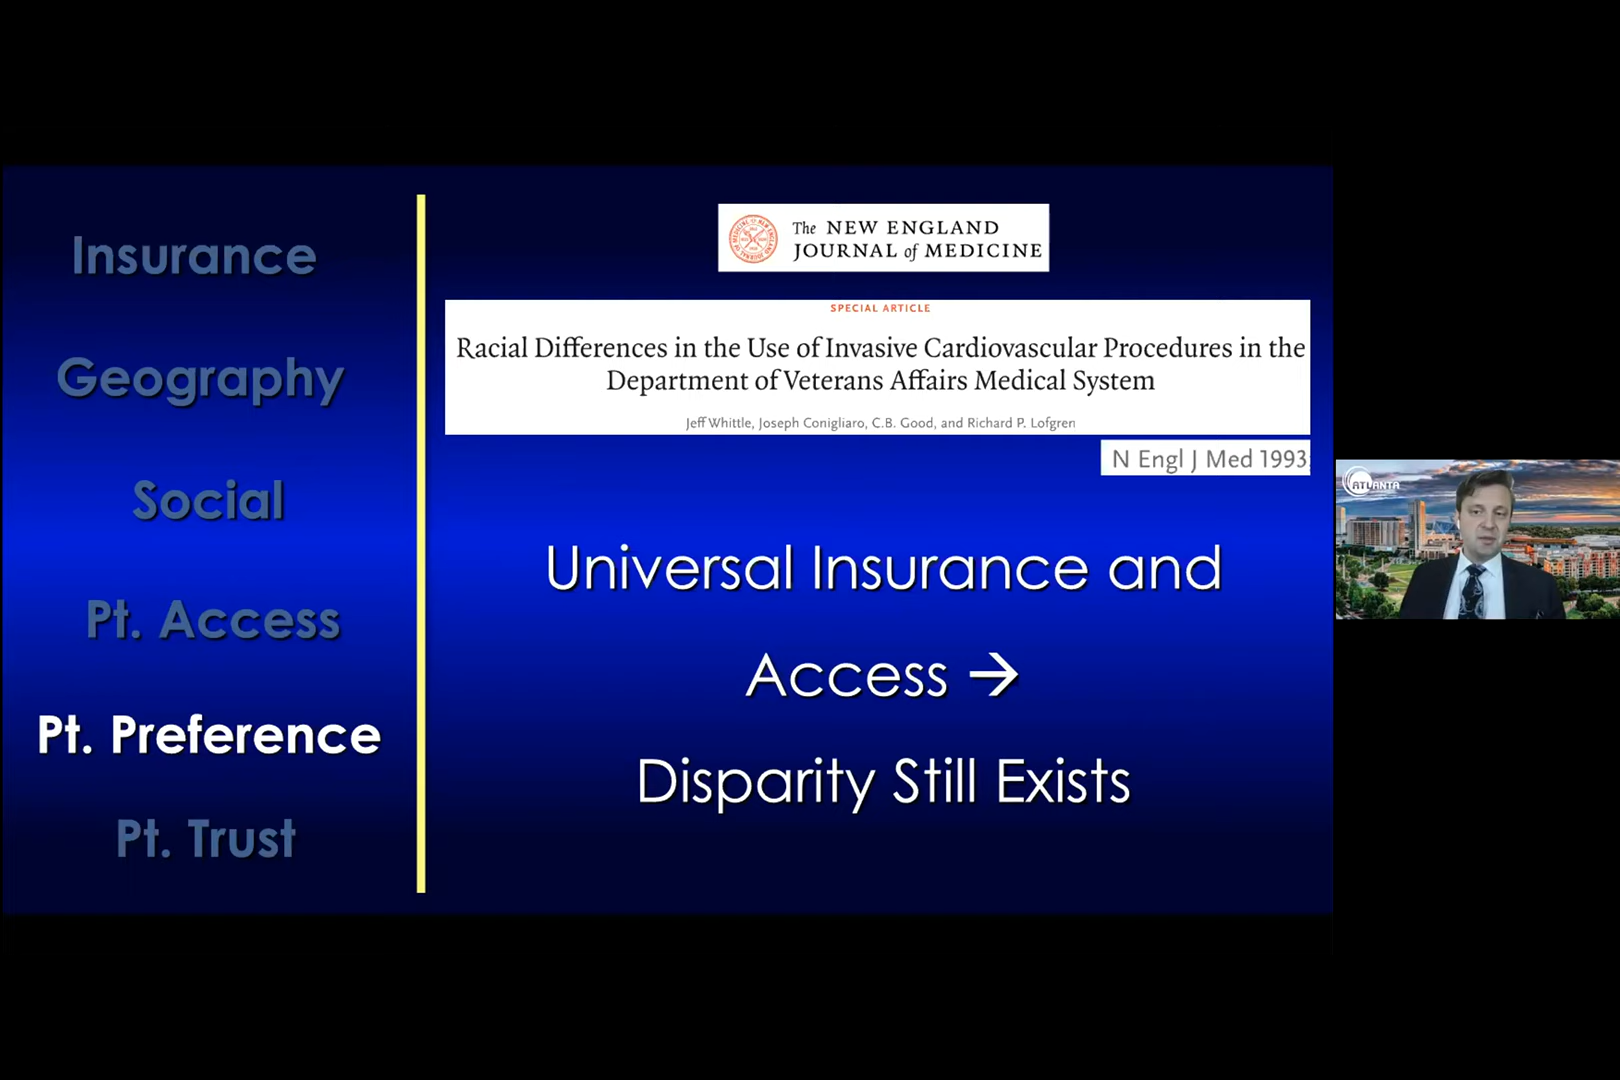 Insurance
Geography
Social
Pt. Access
Pt. Preference
Pt. Trust
The NEW ENGLAND
JOURNAL of MEDICINE
SPECIAL ARTICLE
Racial Differences in the Use of Invasive Cardiovascular Procedures in the
Department of Veterans Affairs Medical System
Jeff Whittle, Joseph Conigliaro, C.B. Good, and Richard P. Lofgren
N Engl J Med 1993
Universal Insurance and
Access →
Disparity Still Exists
ATLANTA